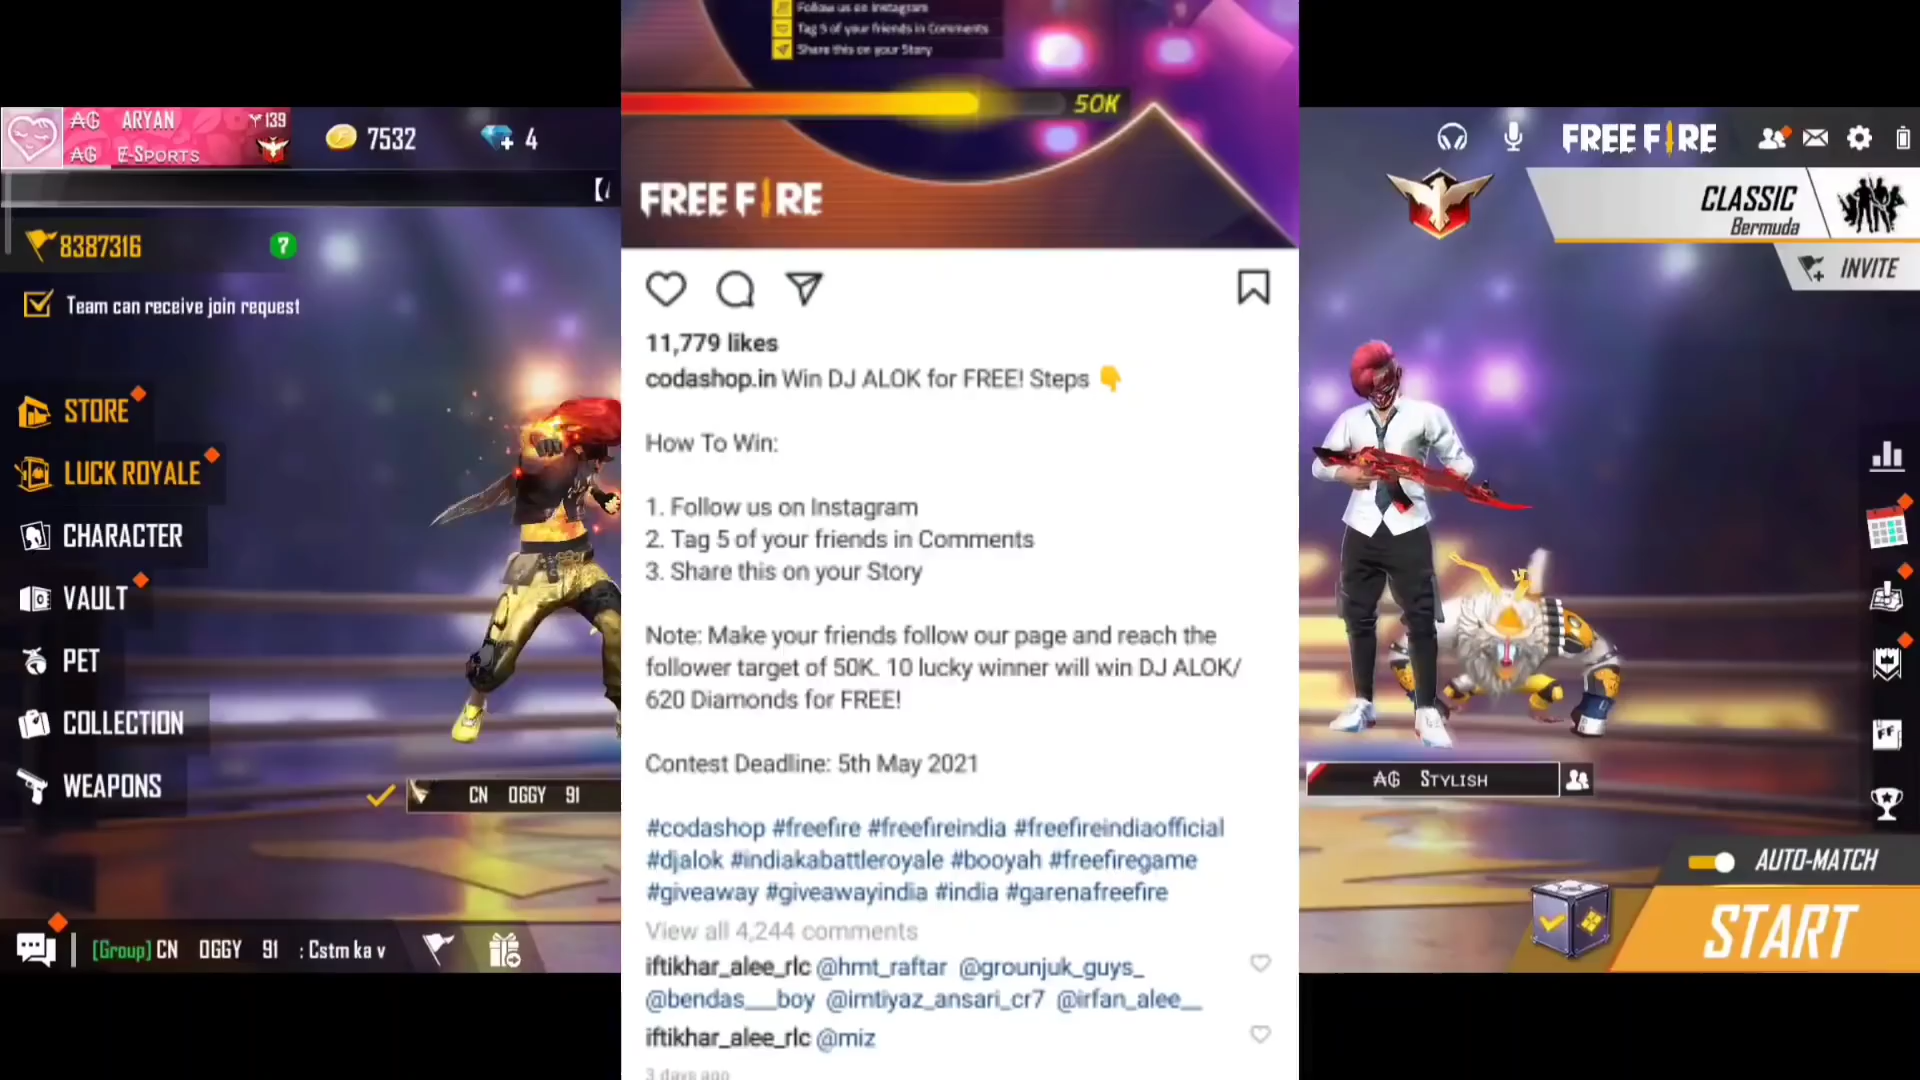 ₳G ARYAN
139
₳G E-SPORTS
7532
4
8387316
?
Team can receive join request
STORE
LUCK ROYALE
CHARACTER
VAULT
PET
COLLECTION
WEAPONS
CN OGGY 91
[Group] CN OGGY 91 : Cstm ka v
Follow us on Instagram
Tag 5 of your friends in Comments
Share this on your Story
50K
FREE FIRE
11,779 likes
codashop.in Win DJ ALOK for FREE! Steps 👇
How To Win:
1. Follow us on Instagram
2. Tag 5 of your friends in Comments
3. Share this on your Story
Note: Make your friends follow our page and reach the
follower target of 50K. 10 lucky winner will win DJ ALOK/
620 Diamonds for FREE!
Contest Deadline: 5th May 2021
#codashop #freefire #freefireindia #freefireindiaofficial
#djalok #indiakabattleroyale #booyah #freefiregame
#giveaway #giveawayindia #india #garenafreefire
View all 4,244 comments
iftikhar_alee_rlc @hmt_raftar @grounjuk_guys_
@bendas___boy @imtiyaz_ansari_cr7 @irfan_alee__
iftikhar_alee_rlc @miz
3 days ago
FREE FIRE
CLASSIC
Bermuda
INVITE
FF
₳G STYLISH
AUTO-MATCH
START